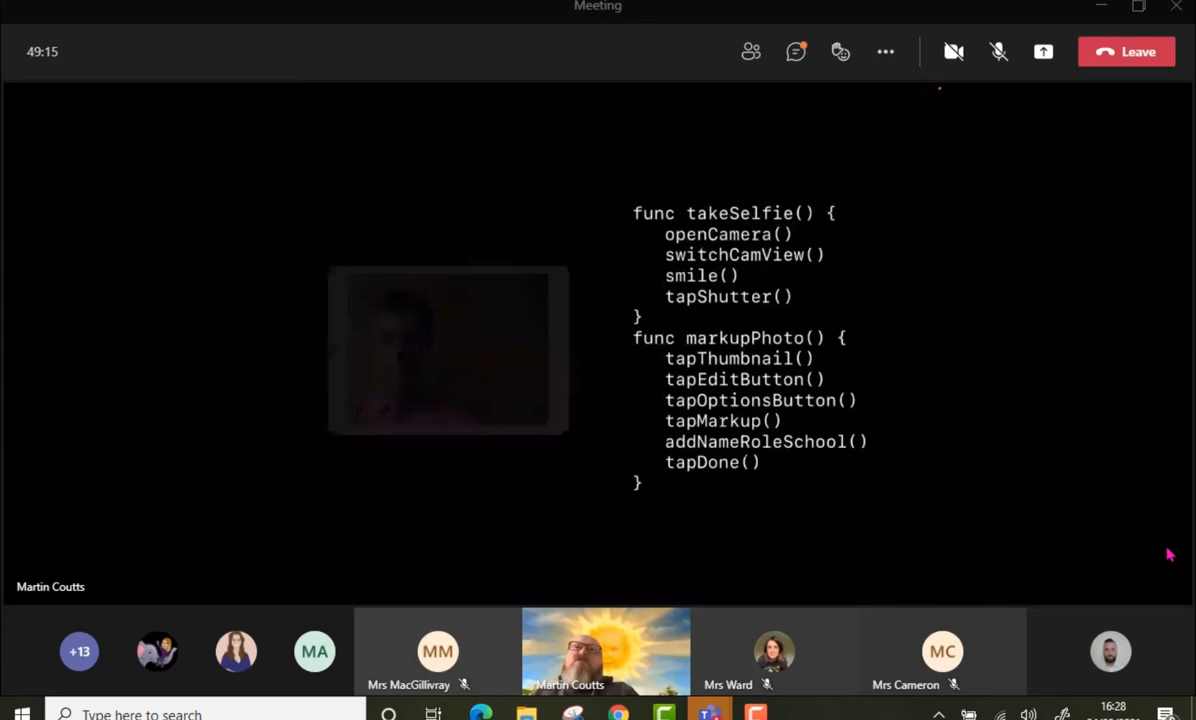 Meeting
49:15
Leave
func takeSelfie() {
openCamera()
switchCamView()
smile()
tapShutter()
}
func markupPhoto() {
tapThumbnail()
tapEditButton()
tapOptionsButton()
tapMarkup()
addNameRoleSchool()
tapDone()
}
Martin Coutts
+13
MA
MM
MC
Mrs MacGillivray
Martin Coutts
Mrs Ward
Mrs Cameron
Type here to search
16:28